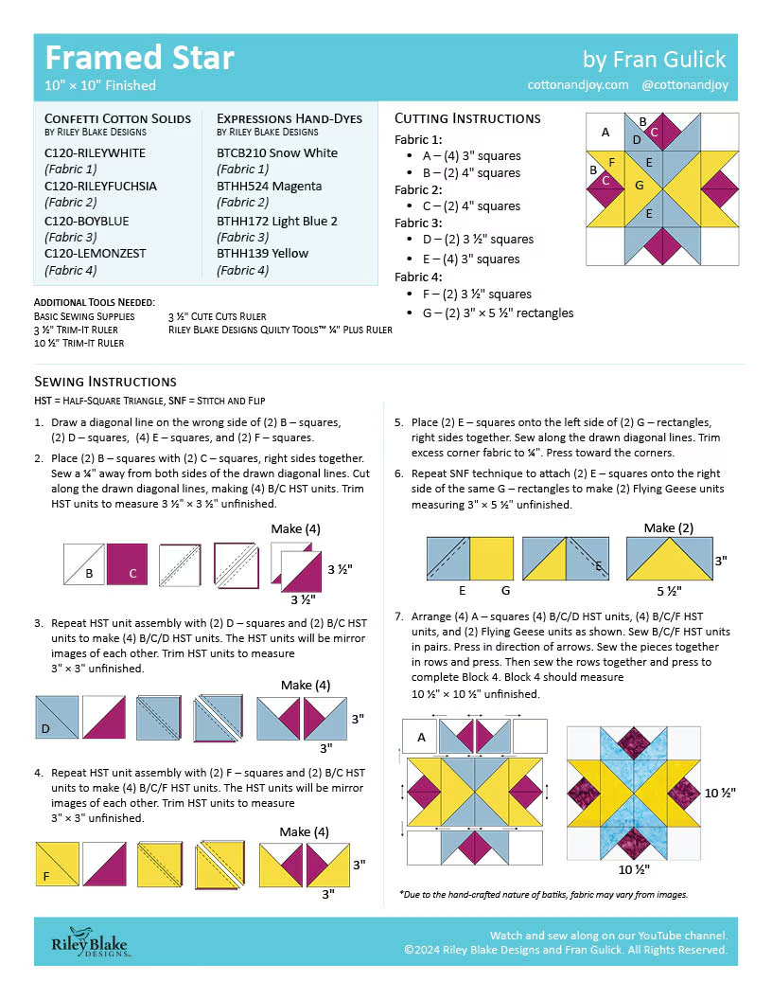 Framed Star
10" × 10" Finished
by Fran Gulick
cottonandjoy.com @cottonandjoy
Confetti Cotton Solids
by Riley Blake Designs
C120-RILEYWHITE
(Fabric 1)
C120-RILEYFUCHSIA
(Fabric 2)
C120-BOYBLUE
(Fabric 3)
C120-LEMONZEST
(Fabric 4)
Expressions Hand-Dyes
by Riley Blake Designs
BTCB210 Snow White
(Fabric 1)
BTHH524 Magenta
(Fabric 2)
BTHH172 Light Blue 2
(Fabric 3)
BTHH139 Yellow
(Fabric 4)
Additional Tools Needed:
Basic Sewing Supplies
3 ½" Trim-It Ruler
10 ½" Trim-It Ruler
3 ½" Cute Cuts Ruler
Riley Blake Designs Quilty Tools™ ¼" Plus Ruler
Cutting Instructions
Fabric 1:
• A – (4) 3" squares
• B – (2) 4" squares
Fabric 2:
• C – (2) 4" squares
Fabric 3:
• D – (2) 3 ½" squares
• E – (4) 3" squares
Fabric 4:
• F – (2) 3 ½" squares
• G – (2) 3" × 5 ½" rectangles
A
B
C
D
B
F
C
E
G
E
Sewing Instructions
HST = Half-Square Triangle, SNF = Stitch and Flip
1. Draw a diagonal line on the wrong side of (2) B – squares,
(2) D – squares, (4) E – squares, and (2) F – squares.
2. Place (2) B – squares with (2) C – squares, right sides together.
Sew a ¼" away from both sides of the drawn diagonal lines. Cut
along the drawn diagonal lines, making (4) B/C HST units. Trim
HST units to measure 3 ½" × 3 ½" unfinished.
Make (4)
B
C
3 ½"
3 ½"
3. Repeat HST unit assembly with (2) D – squares and (2) B/C HST
units to make (4) B/C/D HST units. The HST units will be mirror
images of each other. Trim HST units to measure
3" × 3" unfinished.
Make (4)
D
3"
3"
4. Repeat HST unit assembly with (2) F – squares and (2) B/C HST
units to make (4) B/C/F HST units. The HST units will be mirror
images of each other. Trim HST units to measure
3" × 3" unfinished.
Make (4)
F
3"
3"
5. Place (2) E – squares onto the left side of (2) G – rectangles,
right sides together. Sew along the drawn diagonal lines. Trim
excess corner fabric to ¼". Press toward the corners.
6. Repeat SNF technique to attach (2) E – squares onto the right
side of the same G – rectangles to make (2) Flying Geese units
measuring 3" × 5 ½" unfinished.
Make (2)
E
3"
E
G
5 ½"
7. Arrange (4) A – squares (4) B/C/D HST units, (4) B/C/F HST
units, and (2) Flying Geese units as shown. Sew B/C/F HST units
in pairs. Press in direction of arrows. Sew the pieces together
in rows and press. Then sew the rows together and press to
complete Block 4. Block 4 should measure
10 ½" × 10 ½" unfinished.
A
10 ½"
10 ½"
*Due to the hand-crafted nature of batiks, fabric may vary from images.
Riley Blake
DESIGNS
Watch and sew along on our YouTube channel.
©2024 Riley Blake Designs and Fran Gulick. All Rights Reserved.